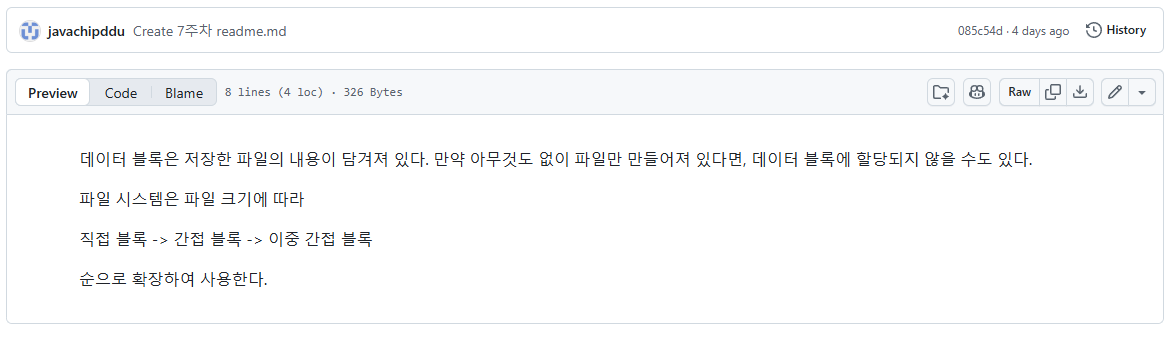 javachipddu Create 7주차 readme.md 085c54d · 4 days ago History
Preview Code Blame 8 lines (4 loc) · 326 Bytes Raw
데이터 블록은 저장한 파일의 내용이 담겨져 있다. 만약 아무것도 없이 파일만 만들어져 있다면, 데이터 블록에 할당되지 않을 수도 있다.
파일 시스템은 파일 크기에 따라
직접 블록 -> 간접 블록 -> 이중 간접 블록
순으로 확장하여 사용한다.